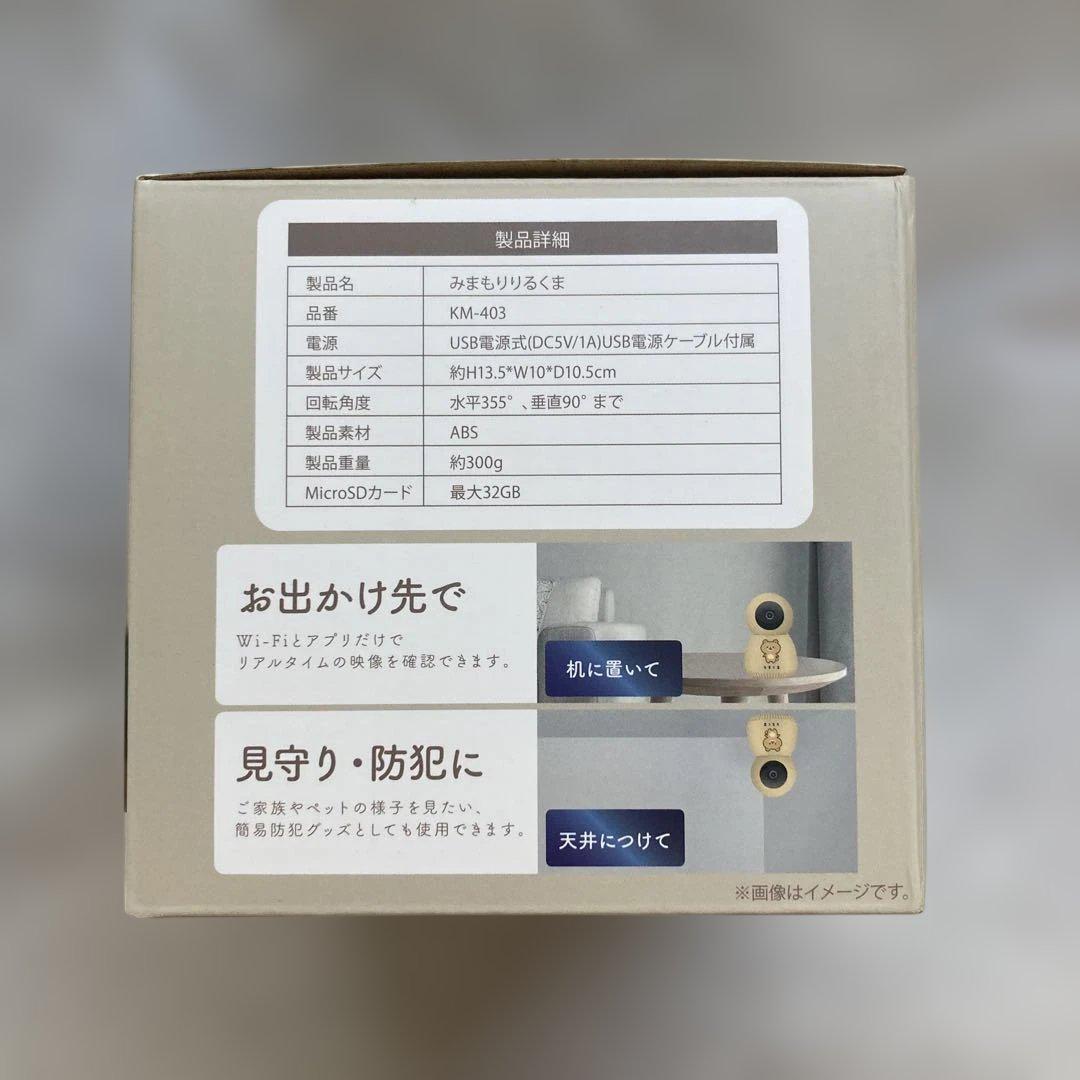 製品詳細
製品名 みまもりりるくま
品番 KM-403
電源 USB電源式(DC5V/1A)USB電源ケーブル付属
製品サイズ 約H13.5*W10*D10.5cm
回転角度 水平355°、垂直90°まで
製品素材 ABS
製品重量 約300g
MicroSDカード 最大32GB
お出かけ先で
Wi-Fiとアプリだけで
リアルタイムの映像を確認できます。
机に置いて
見守り・防犯に
ご家族やペットの様子を見たい、
簡易防犯グッズとしても使用できます。
天井につけて
※画像はイメージです。